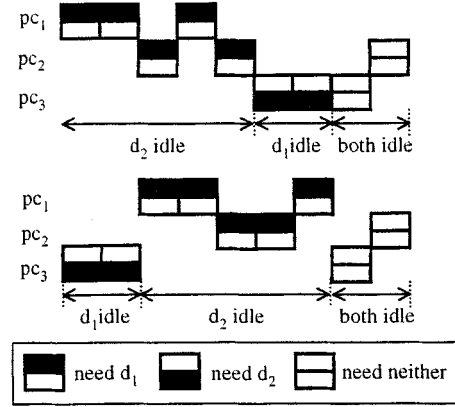 pc1
pc2
pc3
d2 idle d1idle both idle
pc1
pc2
pc3
d1idle d2 idle both idle
need d1 need d2 need neither